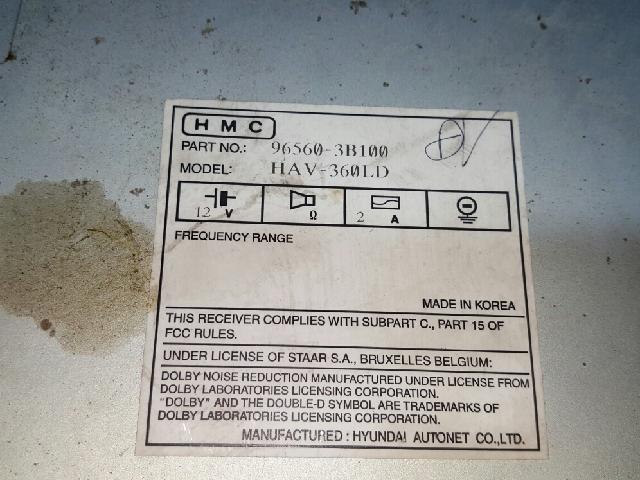 HMC
PART NO.: 96560-3B100
MODEL: HAV-360LD
12 V Ω 2 A
FREQUENCY RANGE
MADE IN KOREA
THIS RECEIVER COMPLIES WITH SUBPART C., PART 15 OF
FCC RULES.
UNDER LICENSE OF STAAR S.A., BRUXELLES BELGIUM:
DOLBY NOISE REDUCTION MANUFACTURED UNDER LICENSE FROM
DOLBY LABORATORIES LICENSING CORPORATION.
"DOLBY" AND THE DOUBLE-D SYMBOL ARE TRADEMARKS OF
DOLBY LABORATORIES LICENSING CORPORATION.
MANUFACTURED : HYUNDAI AUTONET CO.,LTD.